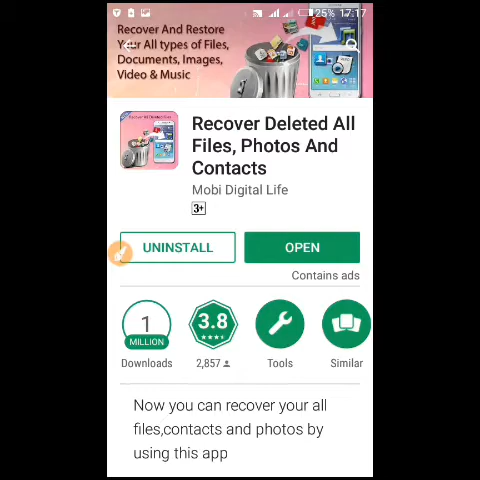 25% 17:17
Recover And Restore
Your All types of Files,
Documents, Images,
Video & Music
Recover Deleted All
Files, Photos And
Contacts
Mobi Digital Life
3+
UNINSTALL OPEN
Contains ads
1
MILLION
3.8
Downloads 2,857 Tools Similar
Now you can recover your all
files,contacts and photos by
using this app